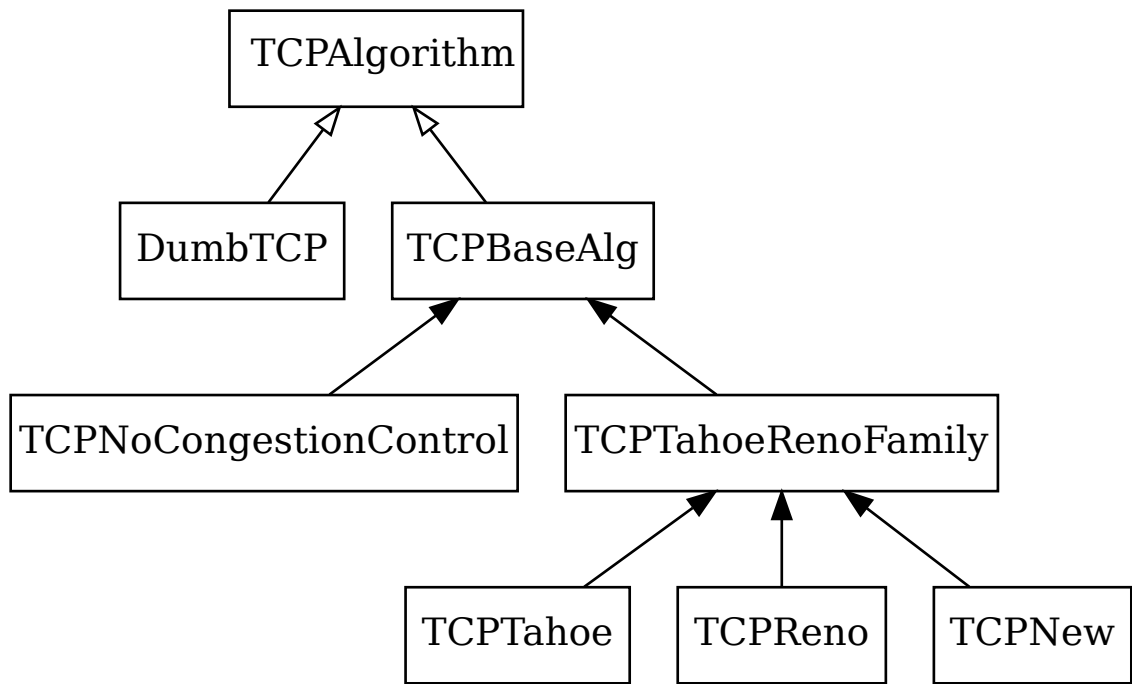 TCPAlgorithm
DumbTCP
TCPBaseAlg
TCPNoCongestionControl
TCPTahoeRenoFamily
TCPTahoe
TCPReno
TCPNew